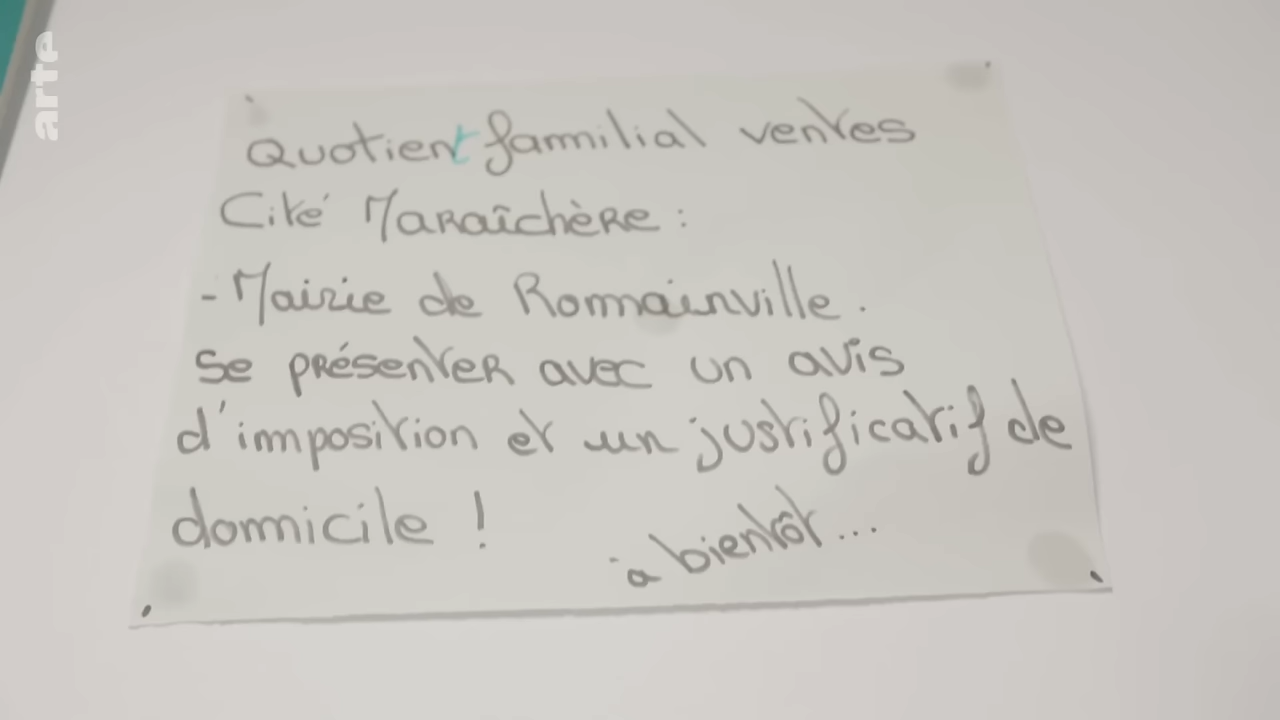 arte
Quotient familial ventes
Cité Maraîchère :
- Mairie de Romainville.
Se présenter avec un avis
d'imposition et un justificatif de
domicile !
à bientôt...